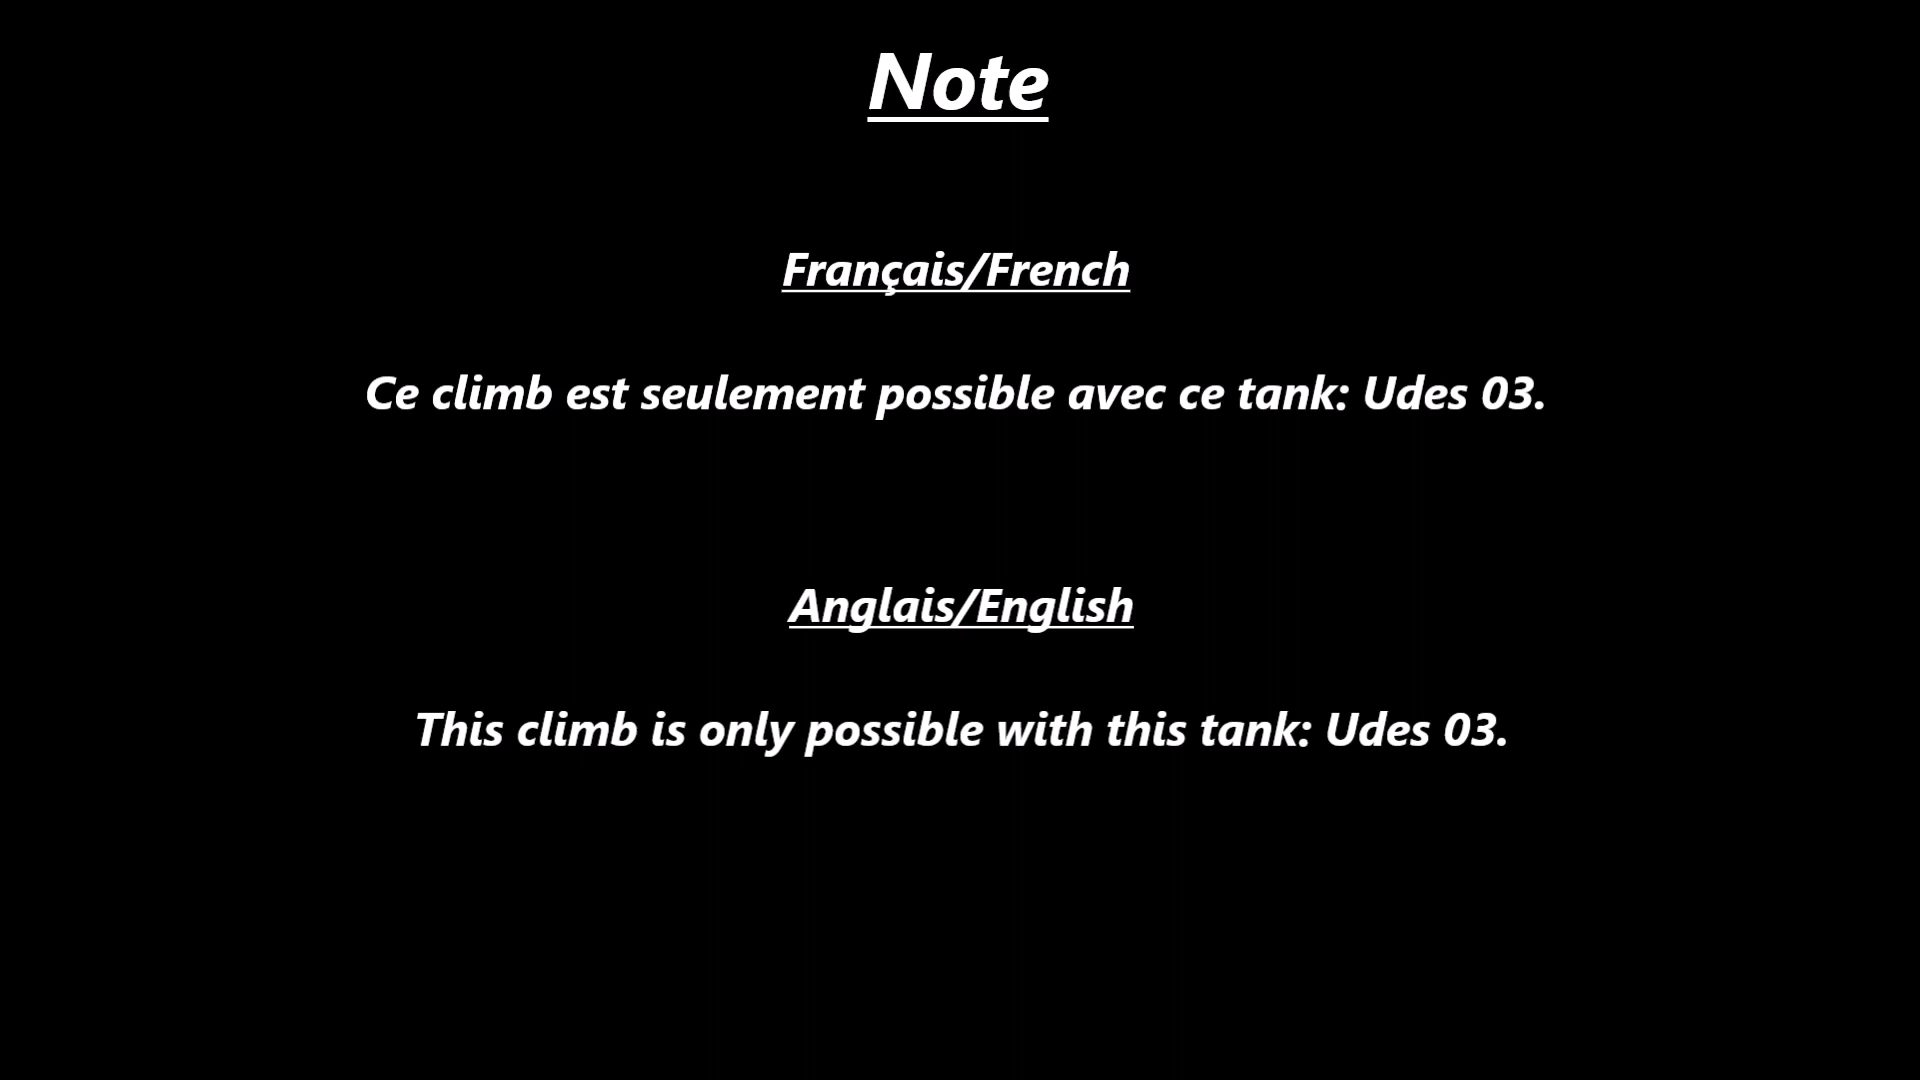 Note
Français/French
Ce climb est seulement possible avec ce tank: Udes 03.
Anglais/English
This climb is only possible with this tank: Udes 03.